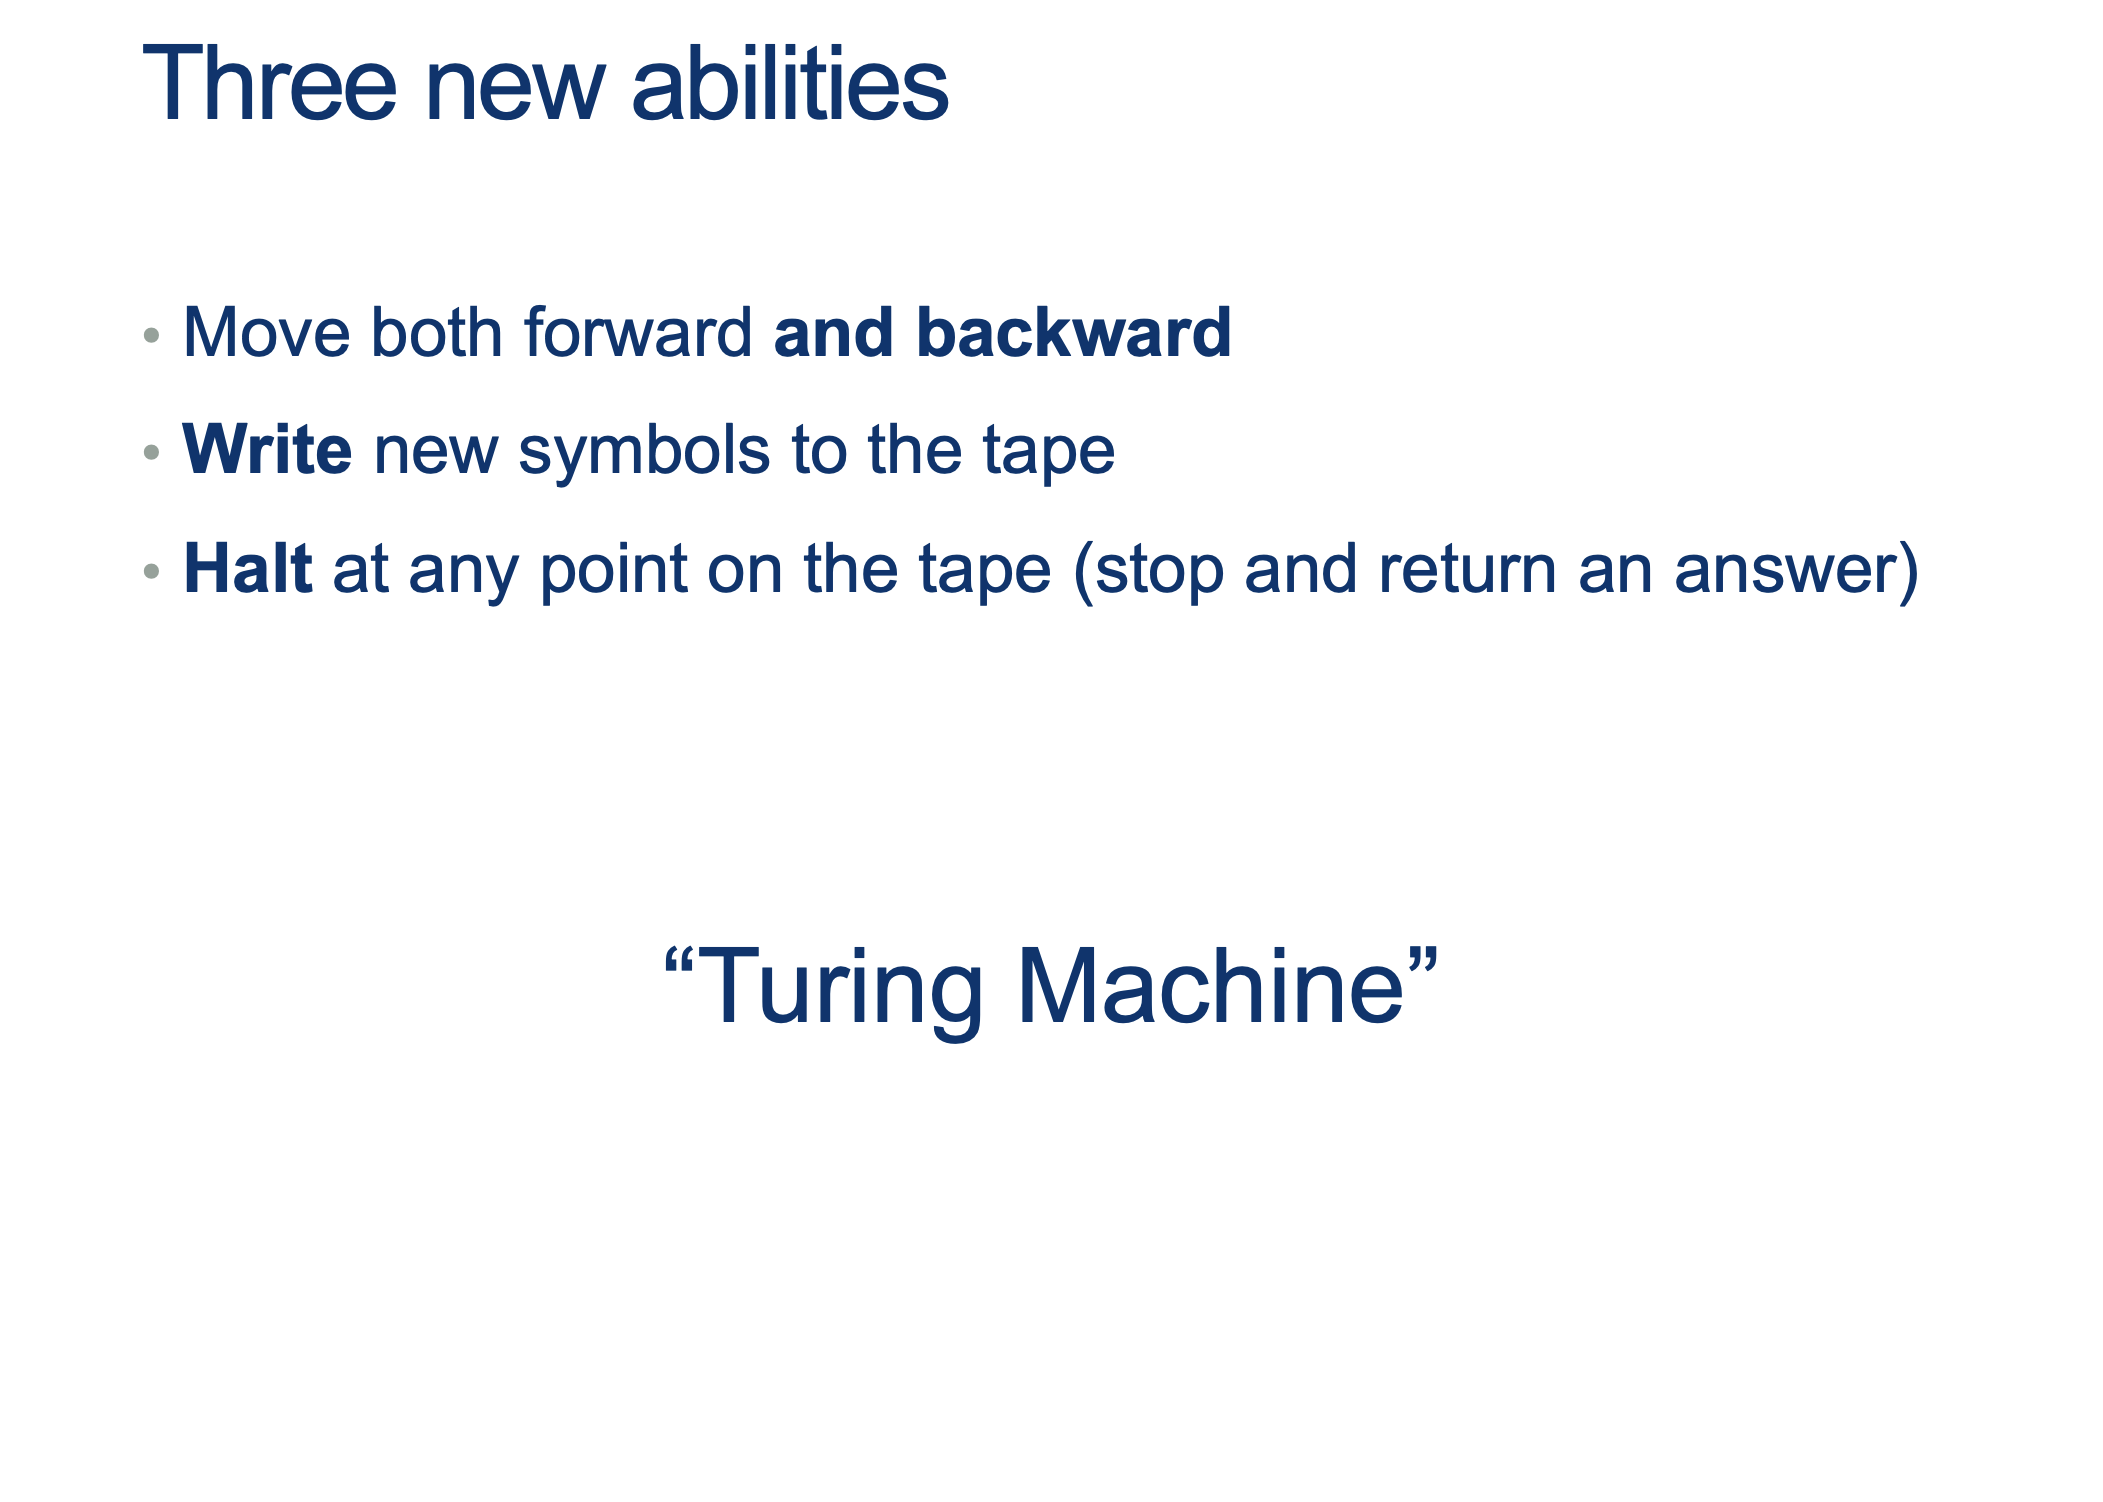 Three new abilities
• Move both forward and backward
• Write new symbols to the tape
• Halt at any point on the tape (stop and return an answer)
“Turing Machine”